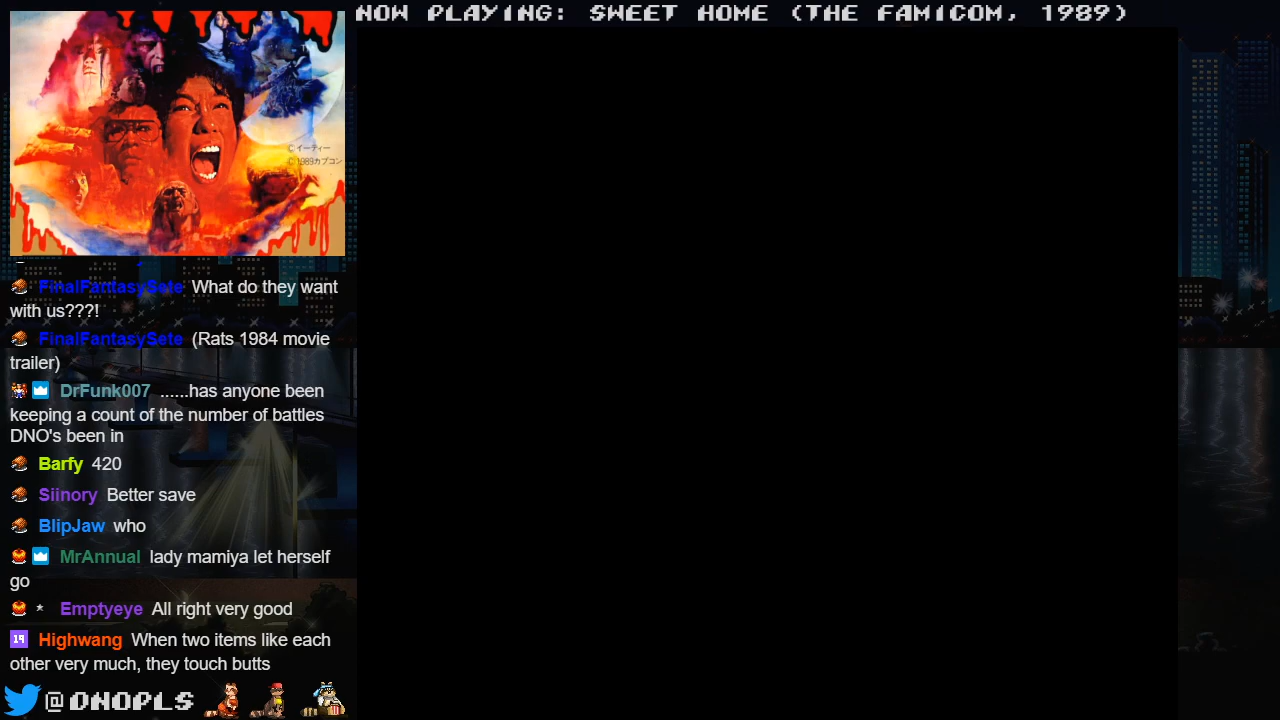 NOW PLAYING: SWEET HOME (THE FAMICOM, 1989)
©イーティー
©1989カプコン
FinalFantasySete What do they want
with us???!
FinalFantasySete (Rats 1984 movie
trailer)
DrFunk007 ......has anyone been
keeping a count of the number of battles
DNO's been in
Barfy 420
Siinory Better save
BlipJaw who
MrAnnual lady mamiya let herself
go
* Emptyeye All right very good
19 Highwang When two items like each
other very much, they touch butts
@DNOPLS